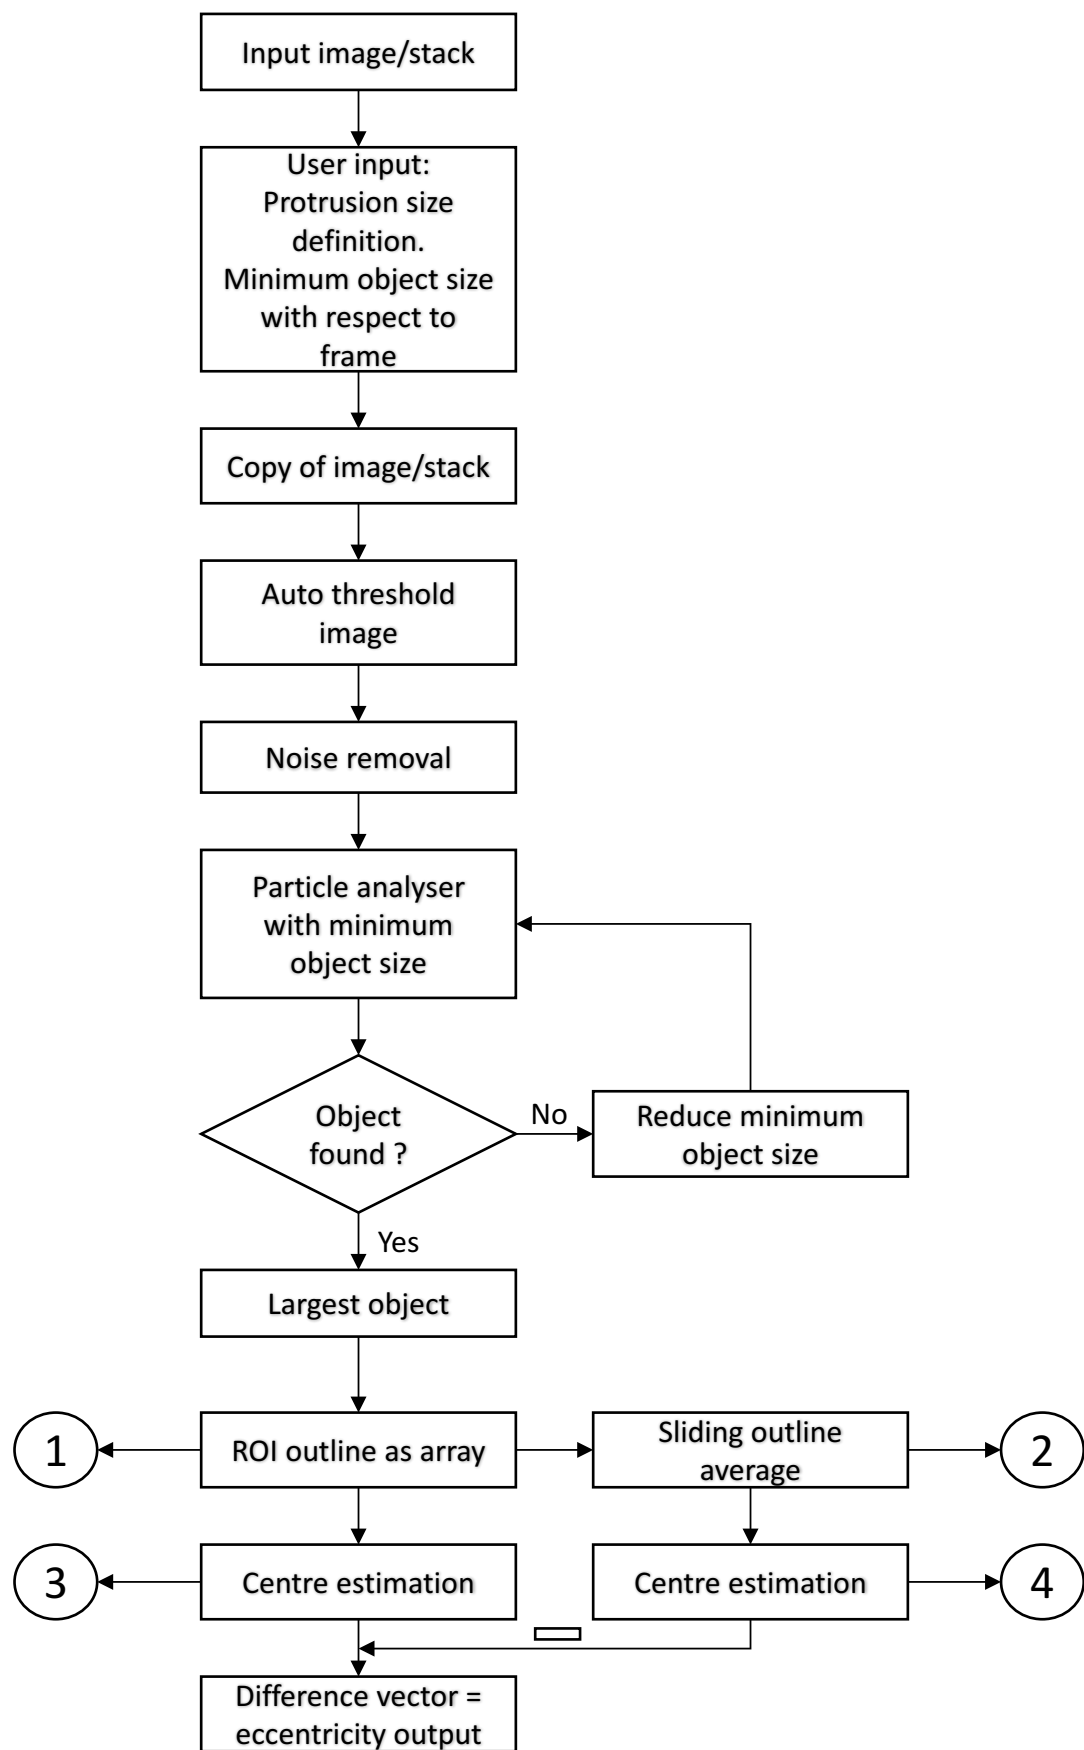 Input image/stack
User input:
Protrusion size
definition.
Minimum object size
with respect to
frame
Copy of image/stack
Auto threshold
image
Noise removal
Particle analyser
with minimum
object size
Object
found ?
No
Reduce minimum
object size
Yes
Largest object
1
ROI outline as array
Sliding outline
average
2
3
Centre estimation
Centre estimation
4
Difference vector =
eccentricity output